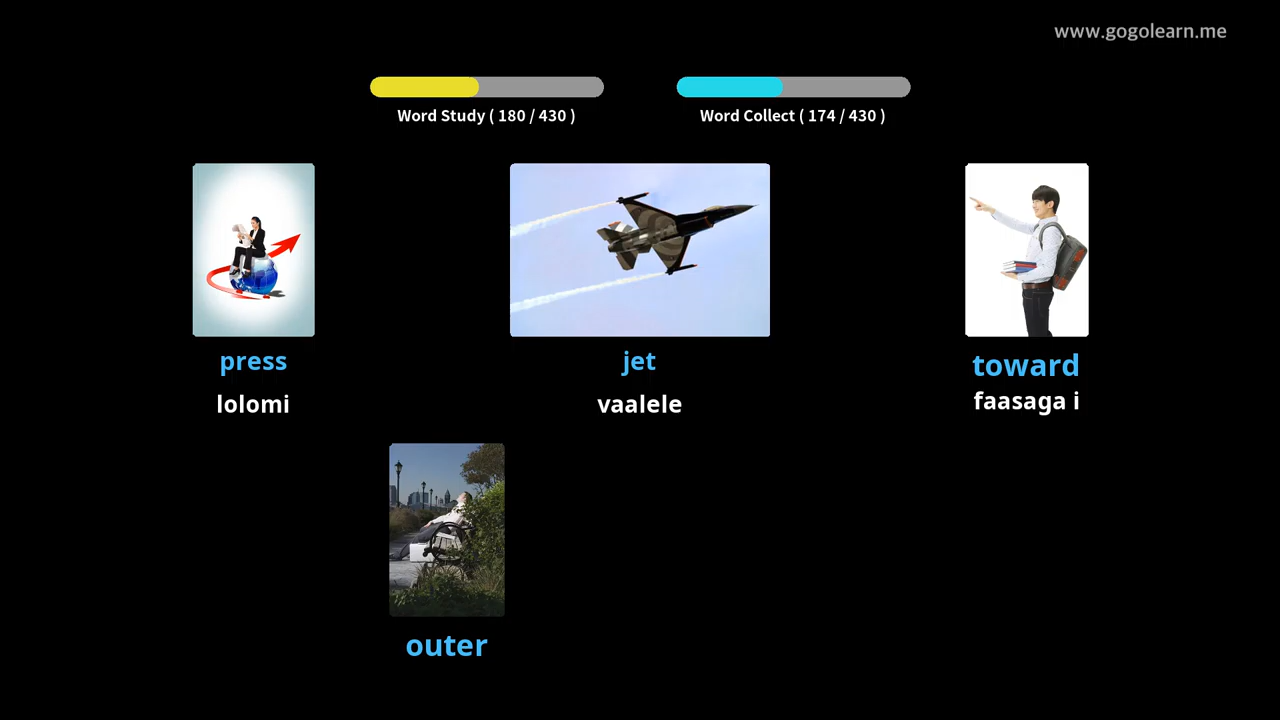 www.gogolearn.me
Word Study ( 180 / 430 )
Word Collect ( 174 / 430 )
press
jet
toward
lolomi
vaalele
faasaga i
outer